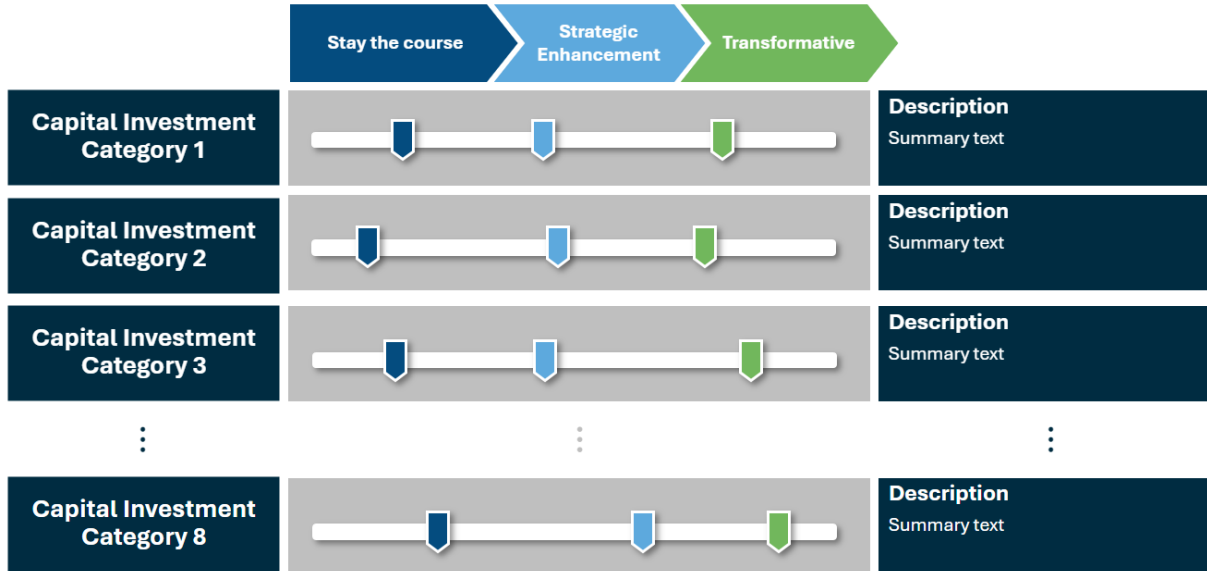 Stay the course
Strategic
Enhancement
Transformative
Capital Investment
Category 1
Description
Summary text
Capital Investment
Category 2
Description
Summary text
Capital Investment
Category 3
Description
Summary text
Capital Investment
Category 8
Description
Summary text